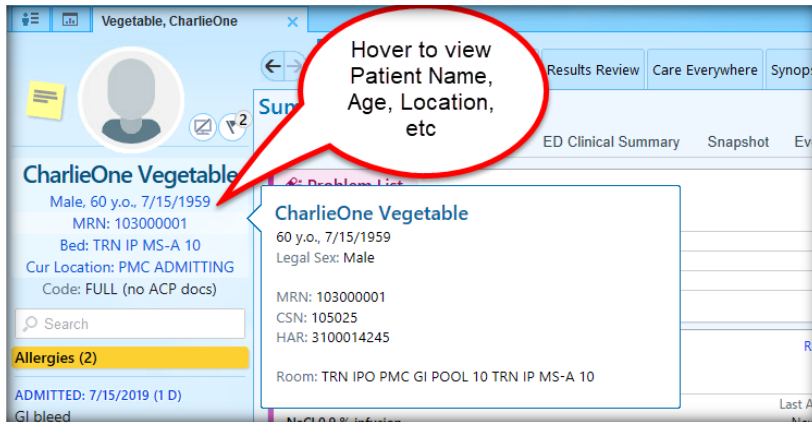 Vegetable, CharlieOne
Hover to view
Patient Name,
Age, Location,
etc
Results Review Care Everywhere
2
ED Clinical Summary Snapshot
CharlieOne Vegetable
Male, 60 y.o., 7/15/1959
MRN: 103000001
Bed: TRN IP MS-A 10
Cur Location: PMC ADMITTING
Code: FULL (no ACP docs)
Search
Allergies (2)
ADMITTED: 7/15/2019 (1 D)
GI bleed
Problem List
CharlieOne Vegetable
60 y.o., 7/15/1959
Legal Sex: Male
MRN: 103000001
CSN: 105025
HAR: 3100014245
Room: TRN IPO PMC GI POOL 10 TRN IP MS-A 10
R
Last A
NaCl 0.9 % infusion